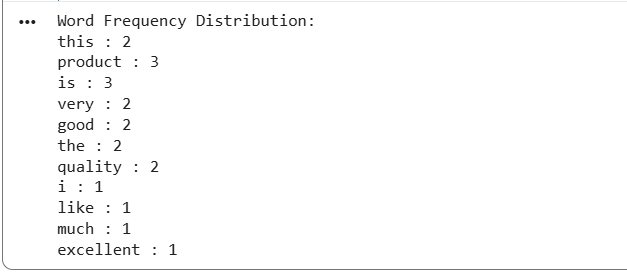 Word Frequency Distribution:
this : 2
product : 3
is : 3
very : 2
good : 2
the : 2
quality : 2
i : 1
like : 1
much : 1
excellent : 1